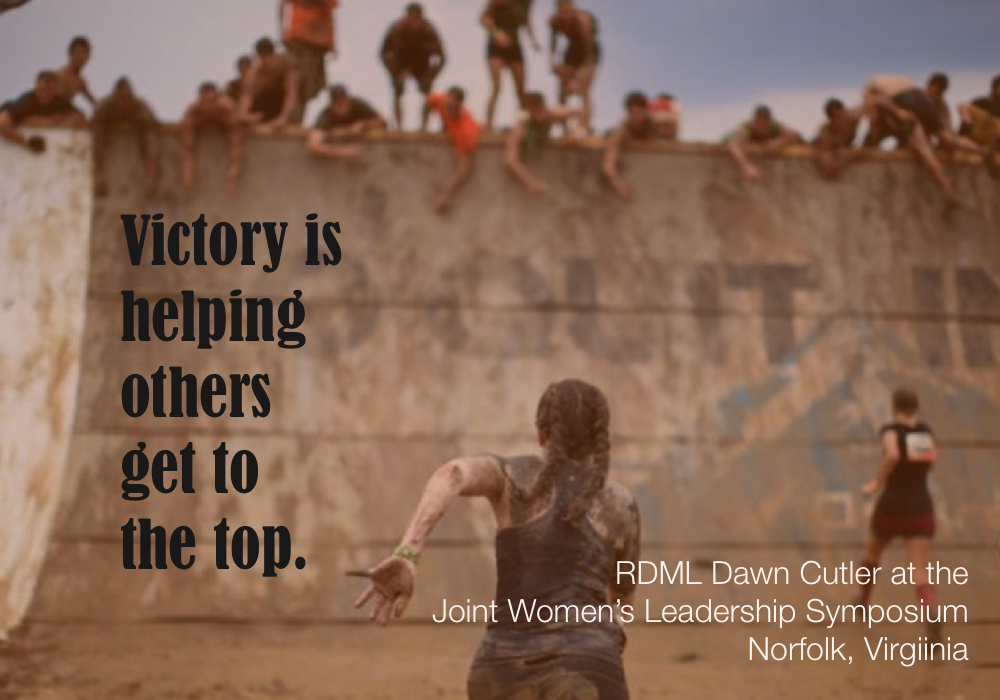 Victory is
helping
others
get to
the top.
RDML Dawn Cutler at the
Joint Women's Leadership Symposium
Norfolk, Virgiinia